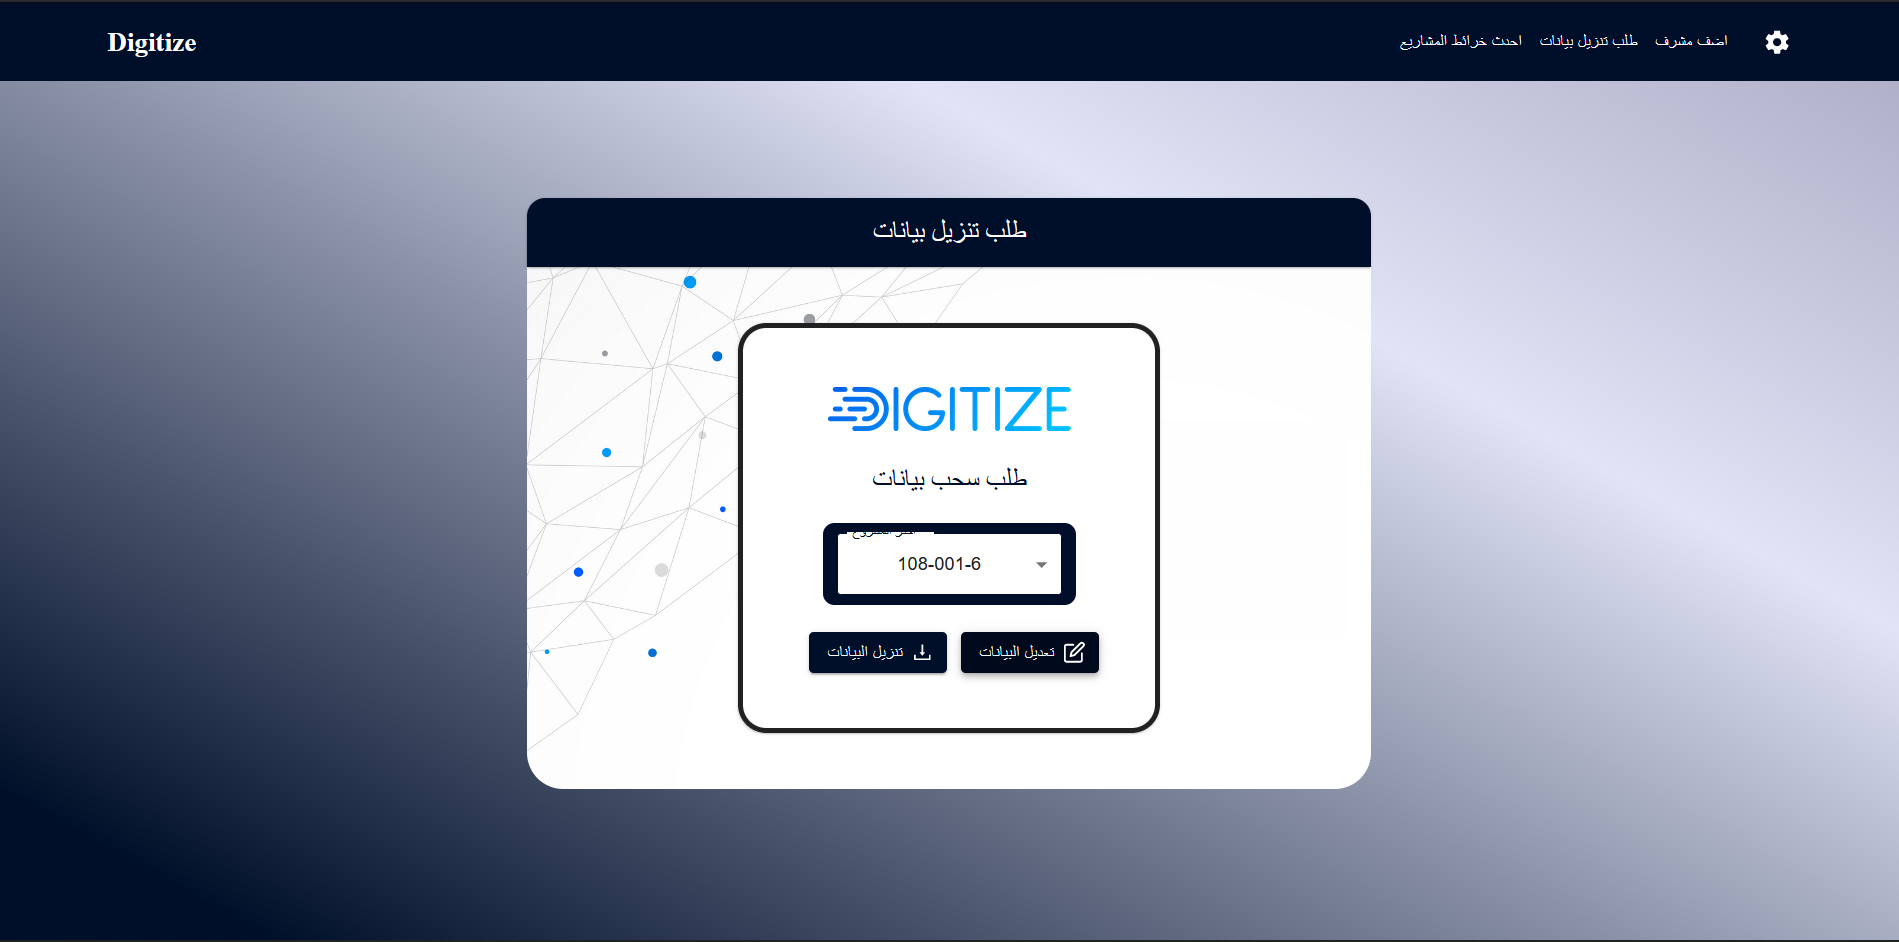 Digitize
اضف مشرف
طلب تنزيل بيانات
احدث خرائط المشاريع
طلب تنزيل بيانات
DIGITIZE
طلب سحب بيانات
108-001-6
تعديل البيانات
تنزيل البيانات